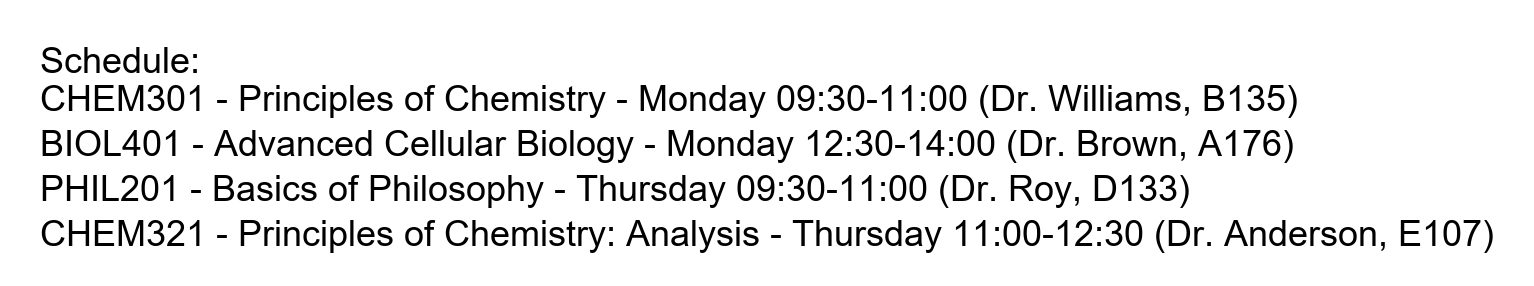 Schedule:
CHEM301 - Principles of Chemistry - Monday 09:30-11:00 (Dr. Williams, B135)
BIOL401 - Advanced Cellular Biology - Monday 12:30-14:00 (Dr. Brown, A176)
PHIL201 - Basics of Philosophy - Thursday 09:30-11:00 (Dr. Roy, D133)
CHEM321 - Principles of Chemistry: Analysis - Thursday 11:00-12:30 (Dr. Anderson, E107)